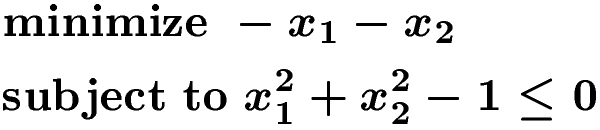 minimize −x₁ − x₂
subject to x₁² + x₂² − 1 ≤ 0